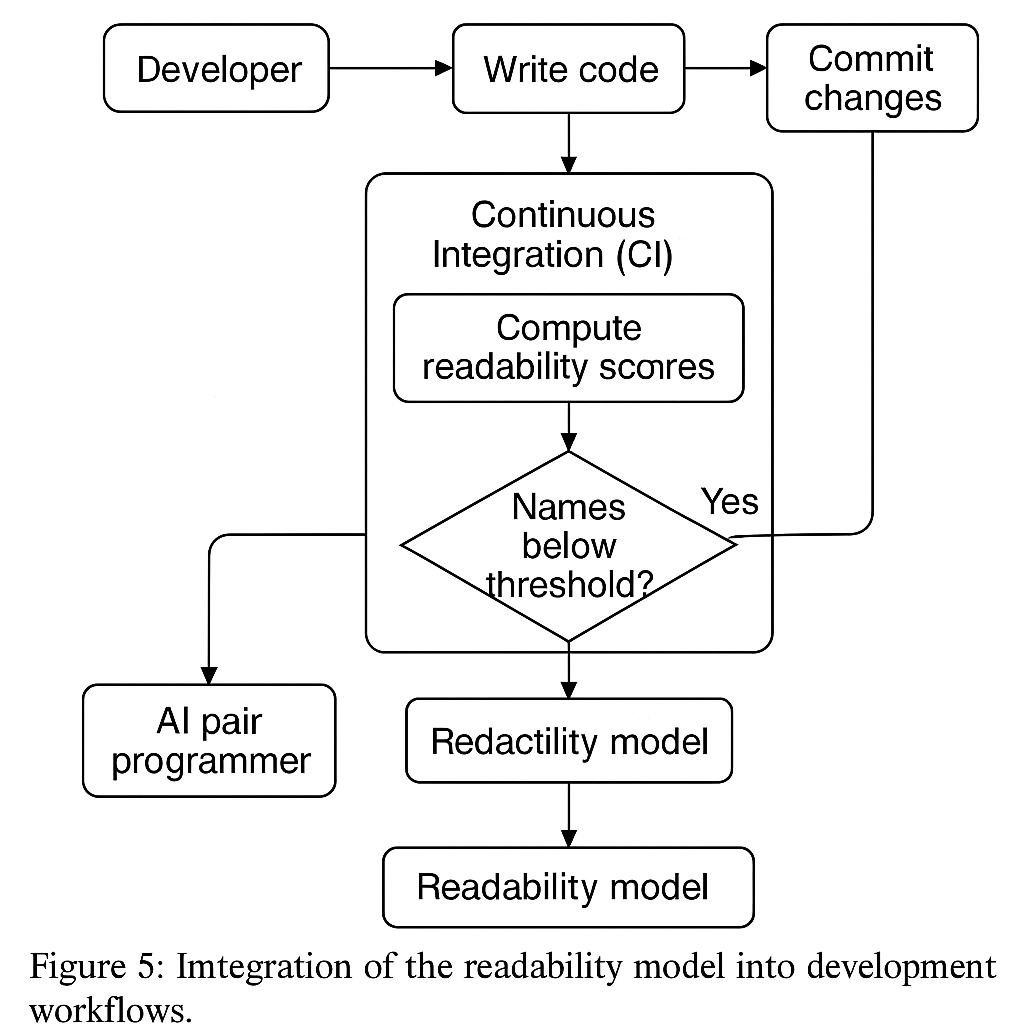 Developer
Write code
Commit
changes
Continuous
Integration (CI)
Compute
readability scomres
Names
below
threshold?
Yes
AI pair
programmer
Redactility model
Readability model
Figure 5: Imtegration of the readability model into development
workflows.